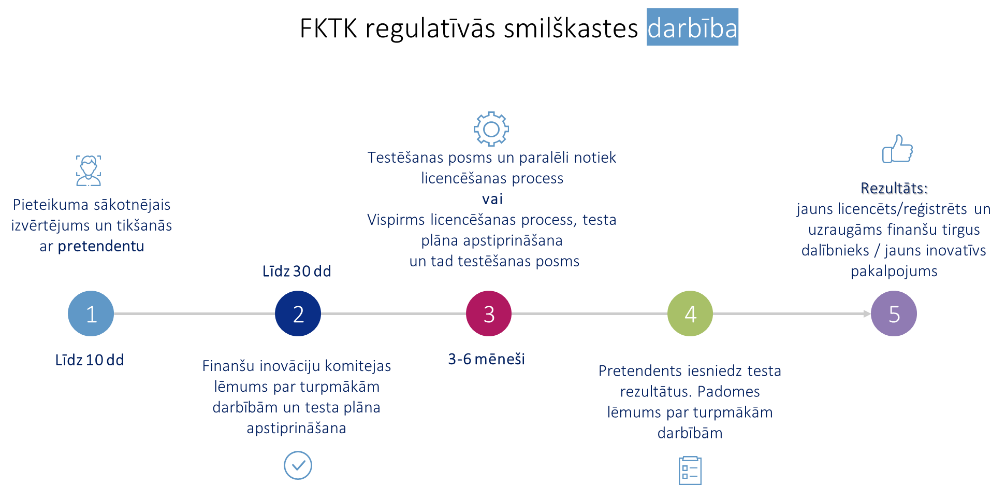 FKTK regulatīvās smilškastes darbība
Pieteikuma sākotnējais
izvērtējums un tikšanās
ar pretendentu
1
Līdz 10 dd
Līdz 30 dd
2
Finanšu inovāciju komitejas
lēmums par turpmākām
darbībām un testa plāna
apstiprināšana
Testēšanas posms un paralēli notiek
licencēšanas process
vai
Vispirms licencēšanas process, testa
plāna apstiprināšana
un tad testēšanas posms
3
3-6 mēneši
4
Pretendents iesniedz testa
rezultātus. Padomes
lēmums par turpmākām
darbībām
Rezultāts:
jauns licencēts/reģistrēts un
uzraugāms finanšu tirgus
dalībnieks / jauns inovatīvs
pakalpojums
5